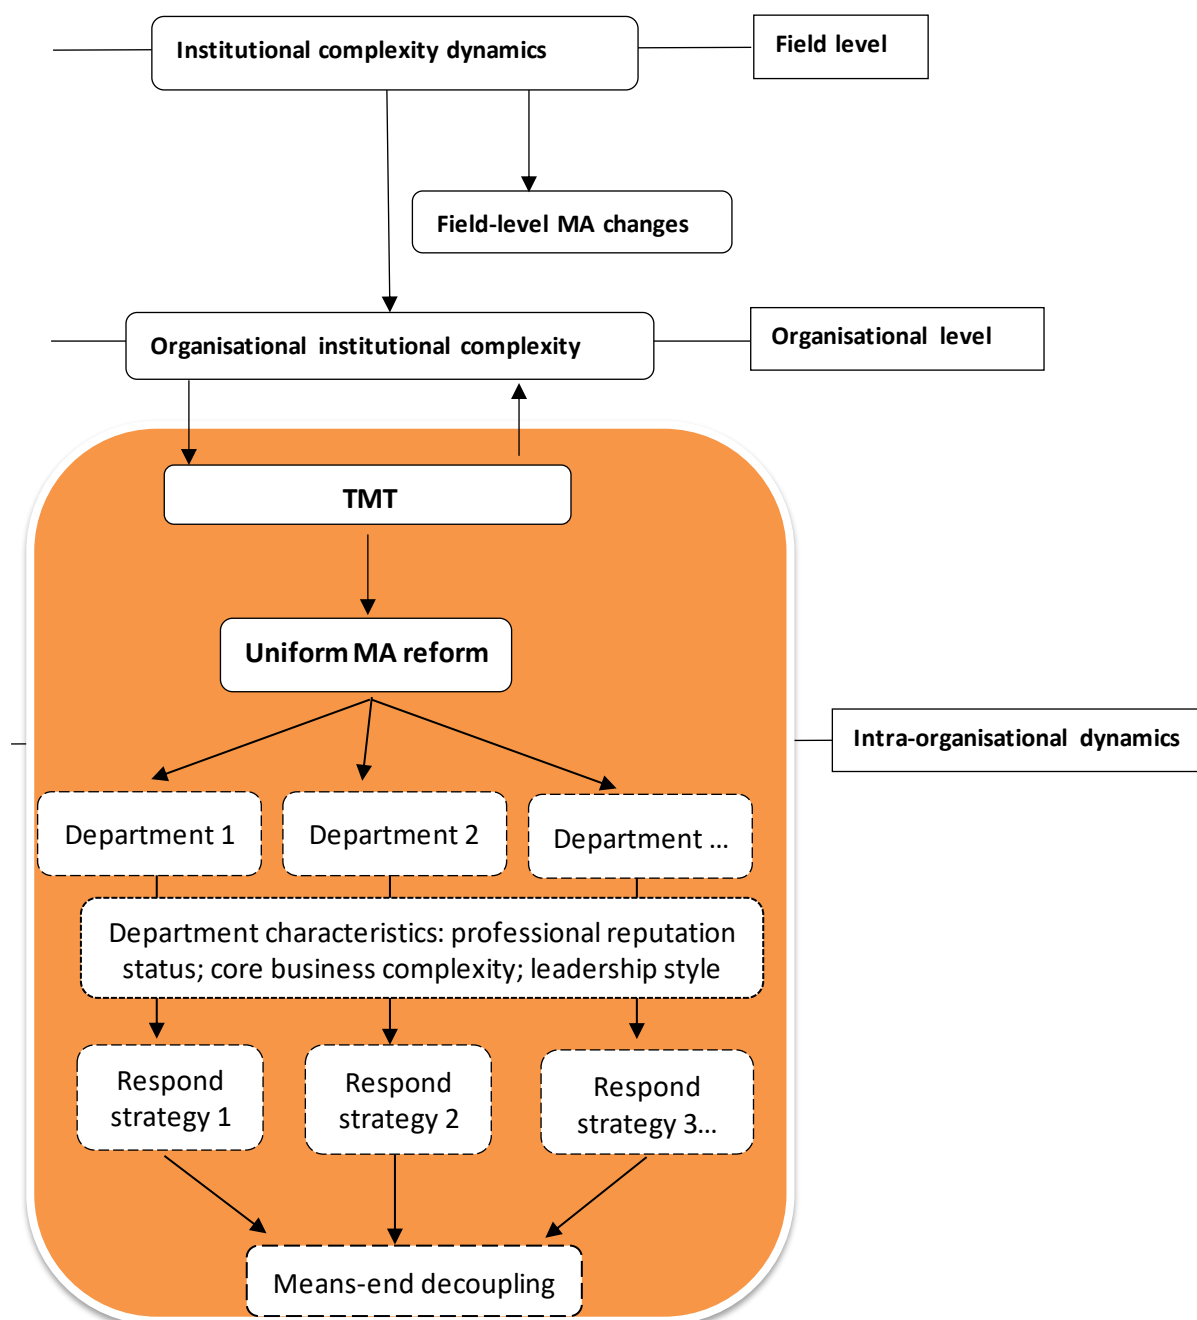 Institutional complexity dynamics
Field level
Field-level MA changes
Organisational institutional complexity
Organisational level
TMT
Uniform MA reform
Intra-organisational dynamics
Department 1
Department 2
Department ...
Department characteristics: professional reputation
status; core business complexity; leadership style
Respond
strategy 1
Respond
strategy 2
Respond
strategy 3...
Means-end decoupling